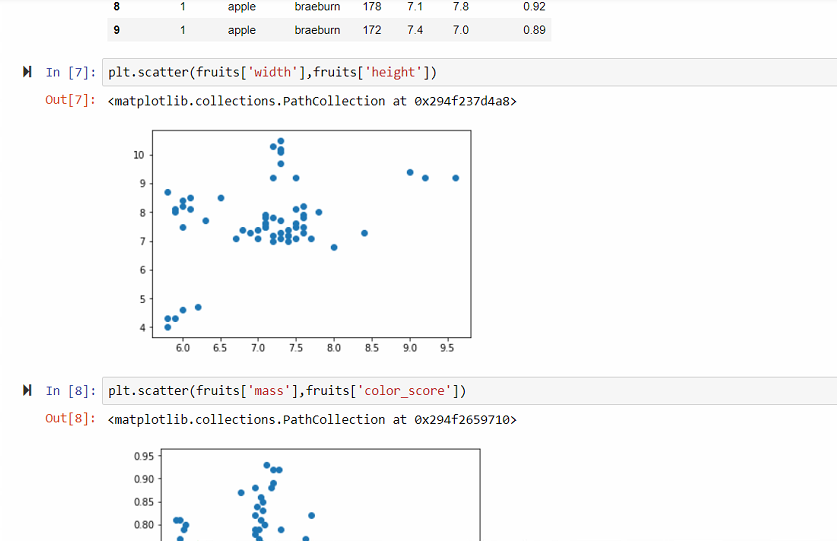 8 1 apple braeburn 178 7.1 7.8 0.92
9 1 apple braeburn 172 7.4 7.0 0.89
In [7]: plt.scatter(fruits['width'],fruits['height'])
Out[7]: <matplotlib.collections.PathCollection at 0x294f237d4a8>
10
9
8
7
6
5
4
6.0 6.5 7.0 7.5 8.0 8.5 9.0 9.5
In [8]: plt.scatter(fruits['mass'],fruits['color_score'])
Out[8]: <matplotlib.collections.PathCollection at 0x294f2659710>
0.95
0.90
0.85
0.80